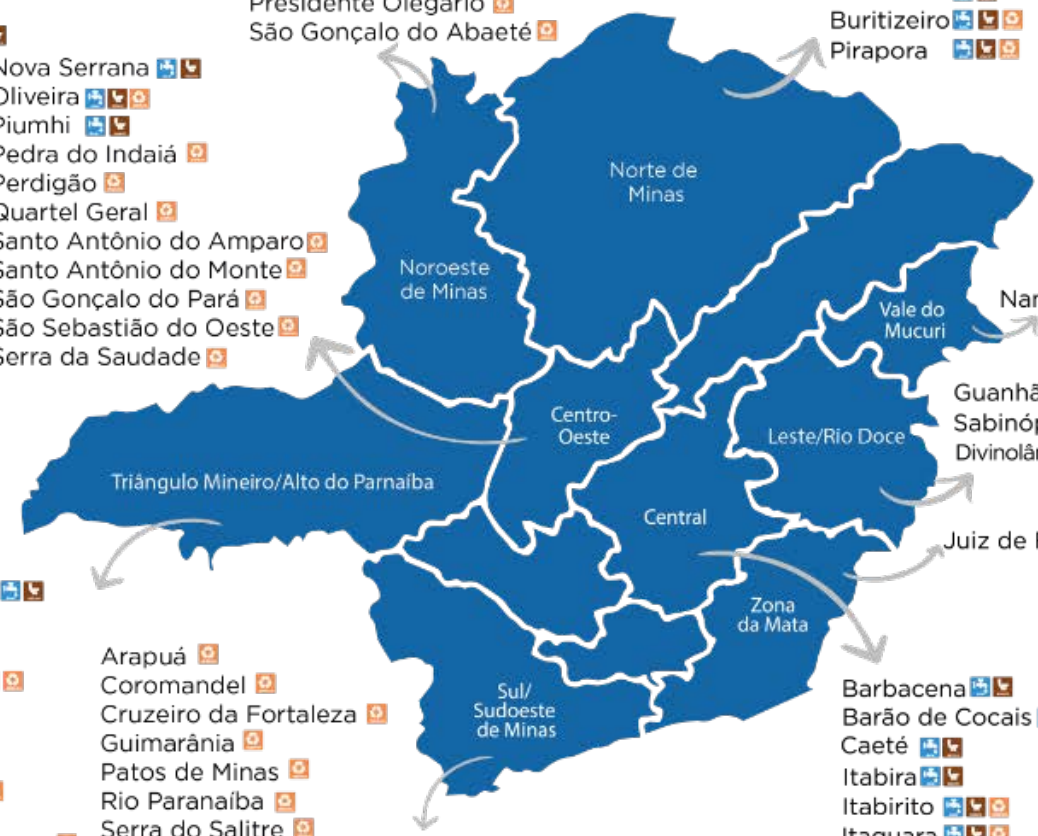 Presidente Olegário
São Gonçalo do Abaeté
Buritizeiro
Pirapora
Nova Serrana
Oliveira
Piumhi
Pedra do Indaiá
Perdigão
Quartel Geral
Santo Antônio do Amparo
Santo Antônio do Monte
São Gonçalo do Pará
São Sebastião do Oeste
Serra da Saudade
Norte de
Minas
Noroeste
de Minas
Vale do
Mucuri
Nan
Centro-
Oeste
Leste/Rio Doce
Guanhã
Sabinóp
Divinolân
Triângulo Mineiro/Alto do Parnaíba
Central
Juiz de
Zona
da Mata
Sul/
Sudoeste
de Minas
Arapuá
Coromandel
Cruzeiro da Fortaleza
Guimarânia
Patos de Minas
Rio Paranaíba
Serra do Salitre
Barbacena
Barão de Cocais
Caeté
Itabira
Itabirito
Itaguara